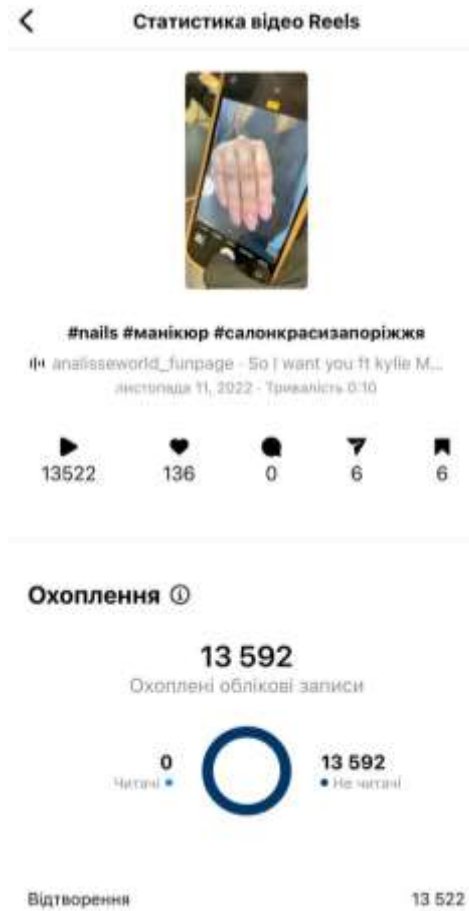 Статистика відео Reels
#nails #манікюр #салонкрасизапоріжжя
analisseworld_funpage · So I want you ft kylie M...
листопада 11, 2022 · Тривалість 0:10
13522 136 0 6 6
Охоплення
13 592
Охоплені облікові записи
0 13 592
Читачі Не читачі
Відтворення 13 522